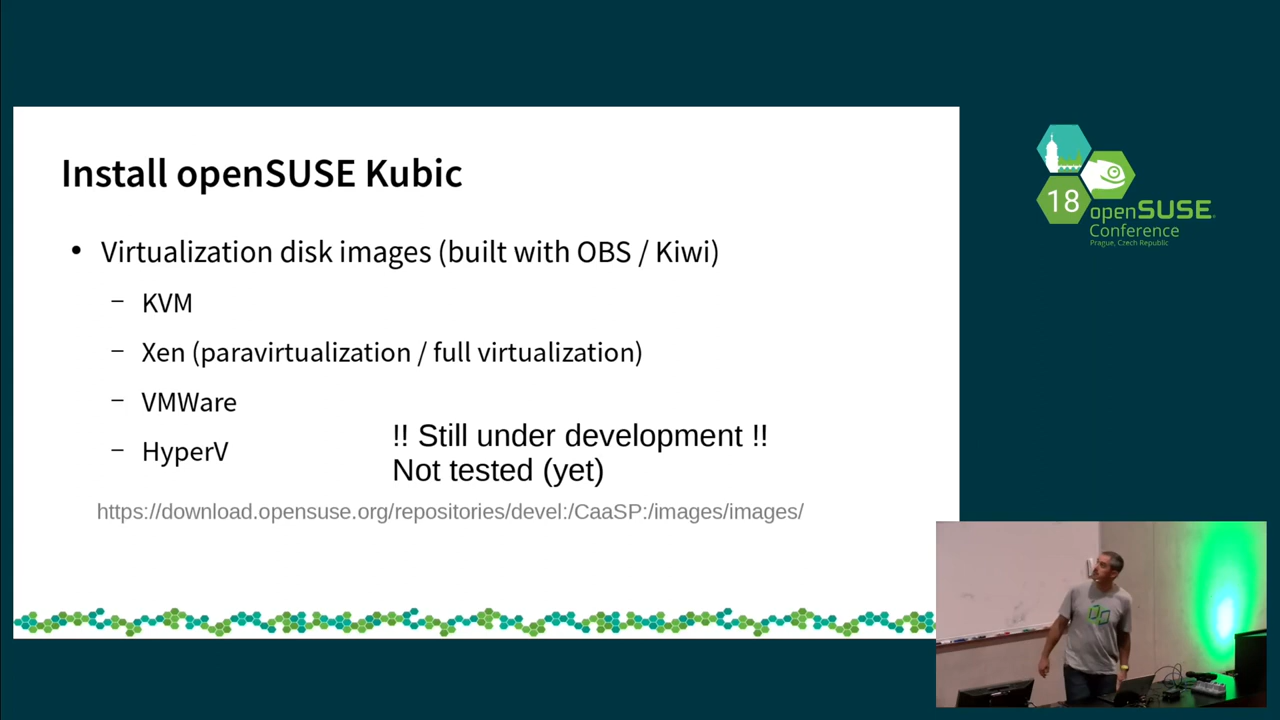 Install openSUSE Kubic
• Virtualization disk images (built with OBS / Kiwi)
– KVM
– Xen (paravirtualization / full virtualization)
– VMWare
– HyperV
!! Still under development !!
Not tested (yet)
https://download.opensuse.org/repositories/devel:/CaaSP:/images/images/
18
openSUSE
Conference
Prague, Czech Republic